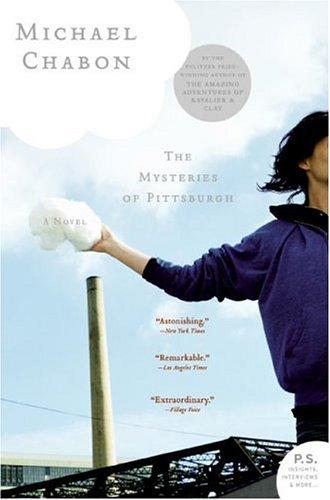 MICHAEL
CHABON
BY THE
PULITZER PRIZE–
WINNING AUTHOR OF
THE AMAZING
ADVENTURES OF
KAVALIER &
CLAY
THE
MYSTERIES
OF PITTSBURGH
A NOVEL
"Astonishing."
—New York Times
"Remarkable."
—Los Angeles Times
"Extraordinary."
—Village Voice
P.S.
INSIGHTS,
INTERVIEWS
& MORE...